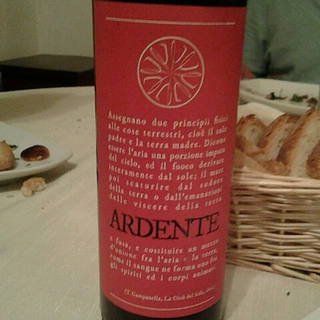 Assegnano due principii fisici
alle cose terrestri, cioè il sole
padre e la terra madre. Dicono
essere l'aria una porzione impura
del cielo, ed il fuoco derivare
interamente dal sole; il mare
poi scaturire dal sudore
della terra o dall'emanazione
delle viscere della terra
ARDENTE
e fusa, e costituire un mezzo
d'unione fra l'aria e la terra,
come il sangue ne forma uno fra
gli spiriti ed i corpi animati.
(T. Campanella, La Città del Sole,